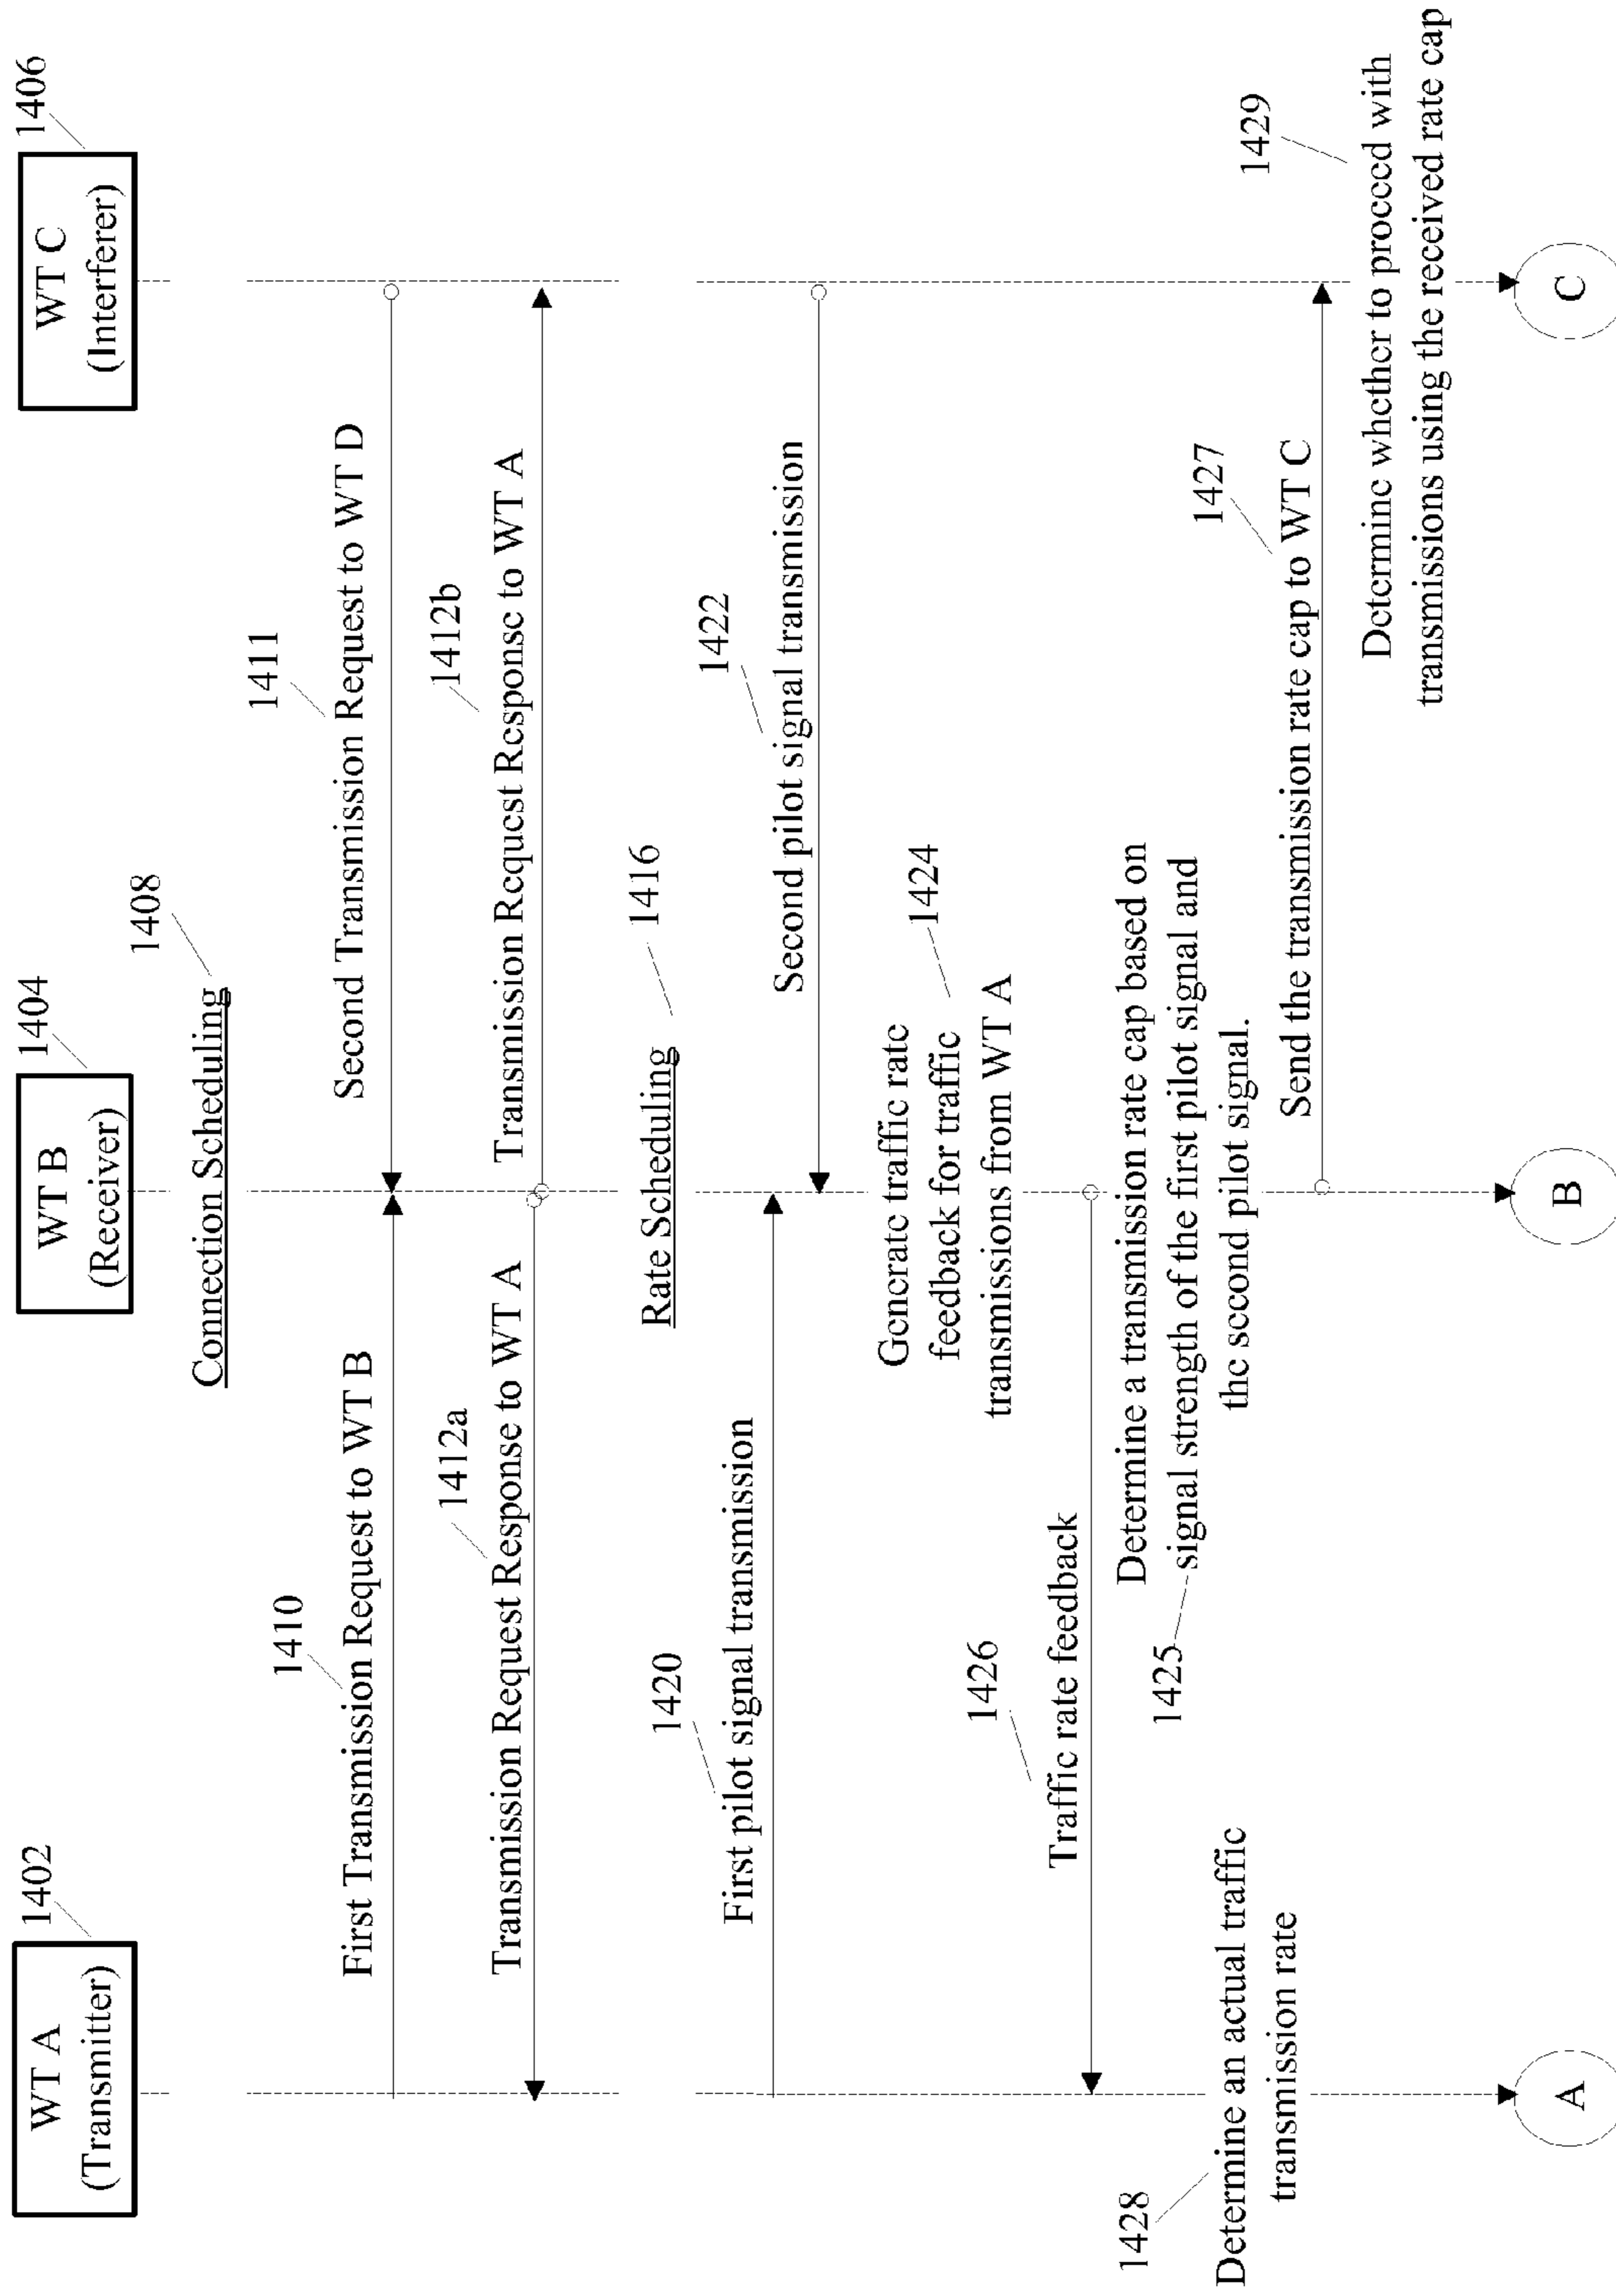 1402
WT A
(Transmitter)
1404
WT B
(Receiver)
1406
WT C
(Interferer)
1408
Connection Scheduling
1410
First Transmission Request to WT B
1411
Second Transmission Request to WT D
1412a
Transmission Request Response to WT A
1412b
Transmission Request Response to WT A
Rate Scheduling
1416
1420
First pilot signal transmission
1422
Second pilot signal transmission
1424
Generate traffic rate
feedback for traffic
transmissions from WT A
1426
Traffic rate feedback
Determine a transmission rate cap based on
1425
signal strength of the first pilot signal and
the second pilot signal.
1427
Send the transmission rate cap to WT C
1428
Determine an actual traffic
transmission rate
1429
Determine whether to proceed with
transmissions using the received rate cap
A
B
C